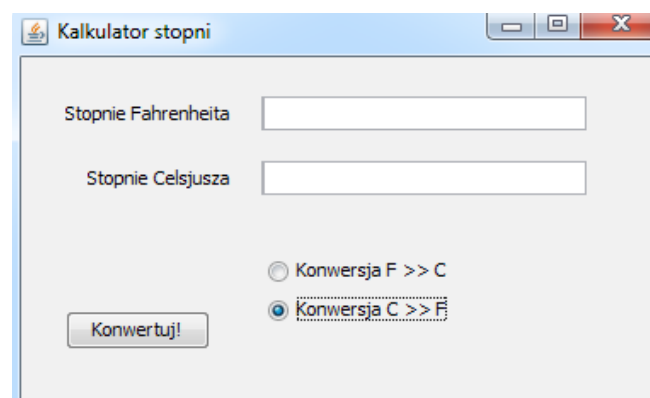 Kalkulator stopni
Stopnie Fahrenheita
Stopnie Celsjusza
Konwersja F >> C
Konwersja C >> F
Konwertuj!